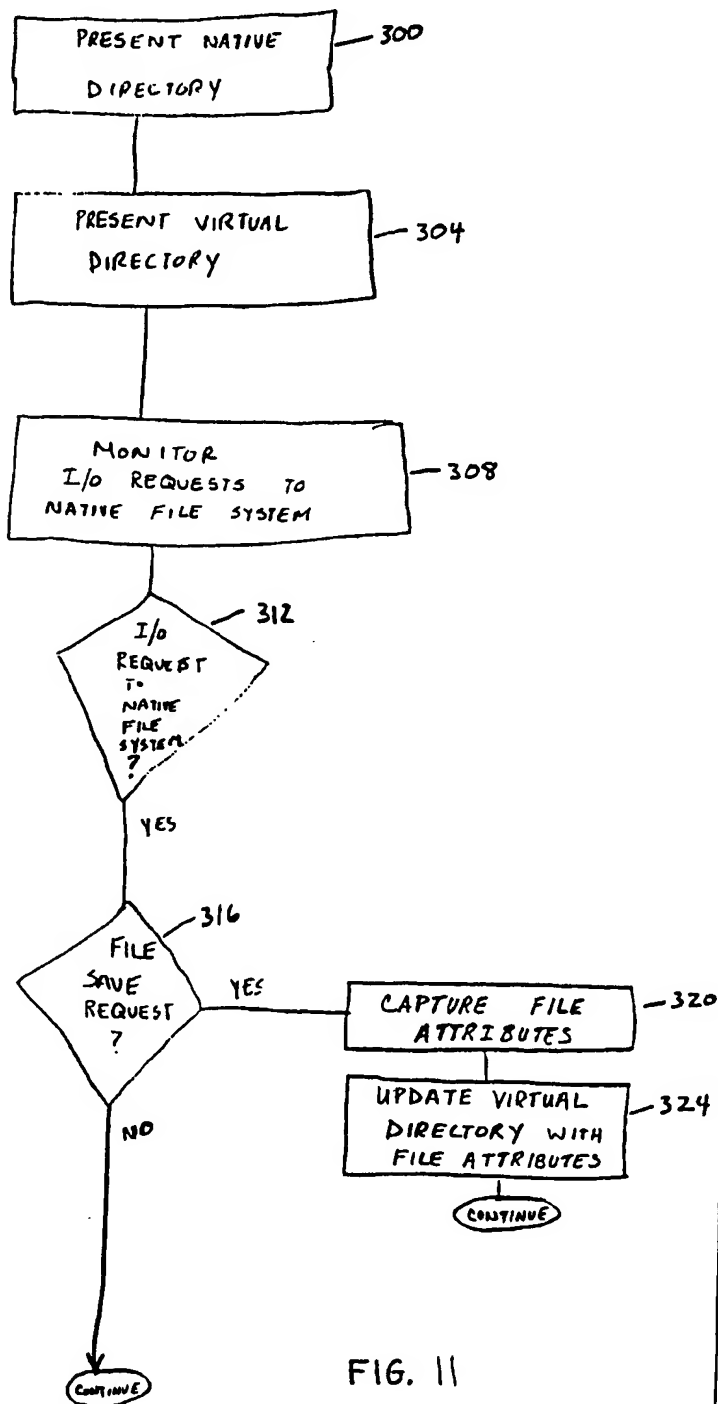 PRESENT NATIVE
DIRECTORY
300
PRESENT VIRTUAL
DIRECTORY
304
MONITOR
I/O REQUESTS TO
NATIVE FILE SYSTEM
308
I/O
REQUEST
TO
NATIVE
FILE
SYSTEM
?
312
YES
FILE
SAVE
REQUEST
?
316
YES
CAPTURE FILE
ATTRIBUTES
320
UPDATE VIRTUAL
DIRECTORY WITH
FILE ATTRIBUTES
324
CONTINUE
NO
CONTINUE
FIG. 11